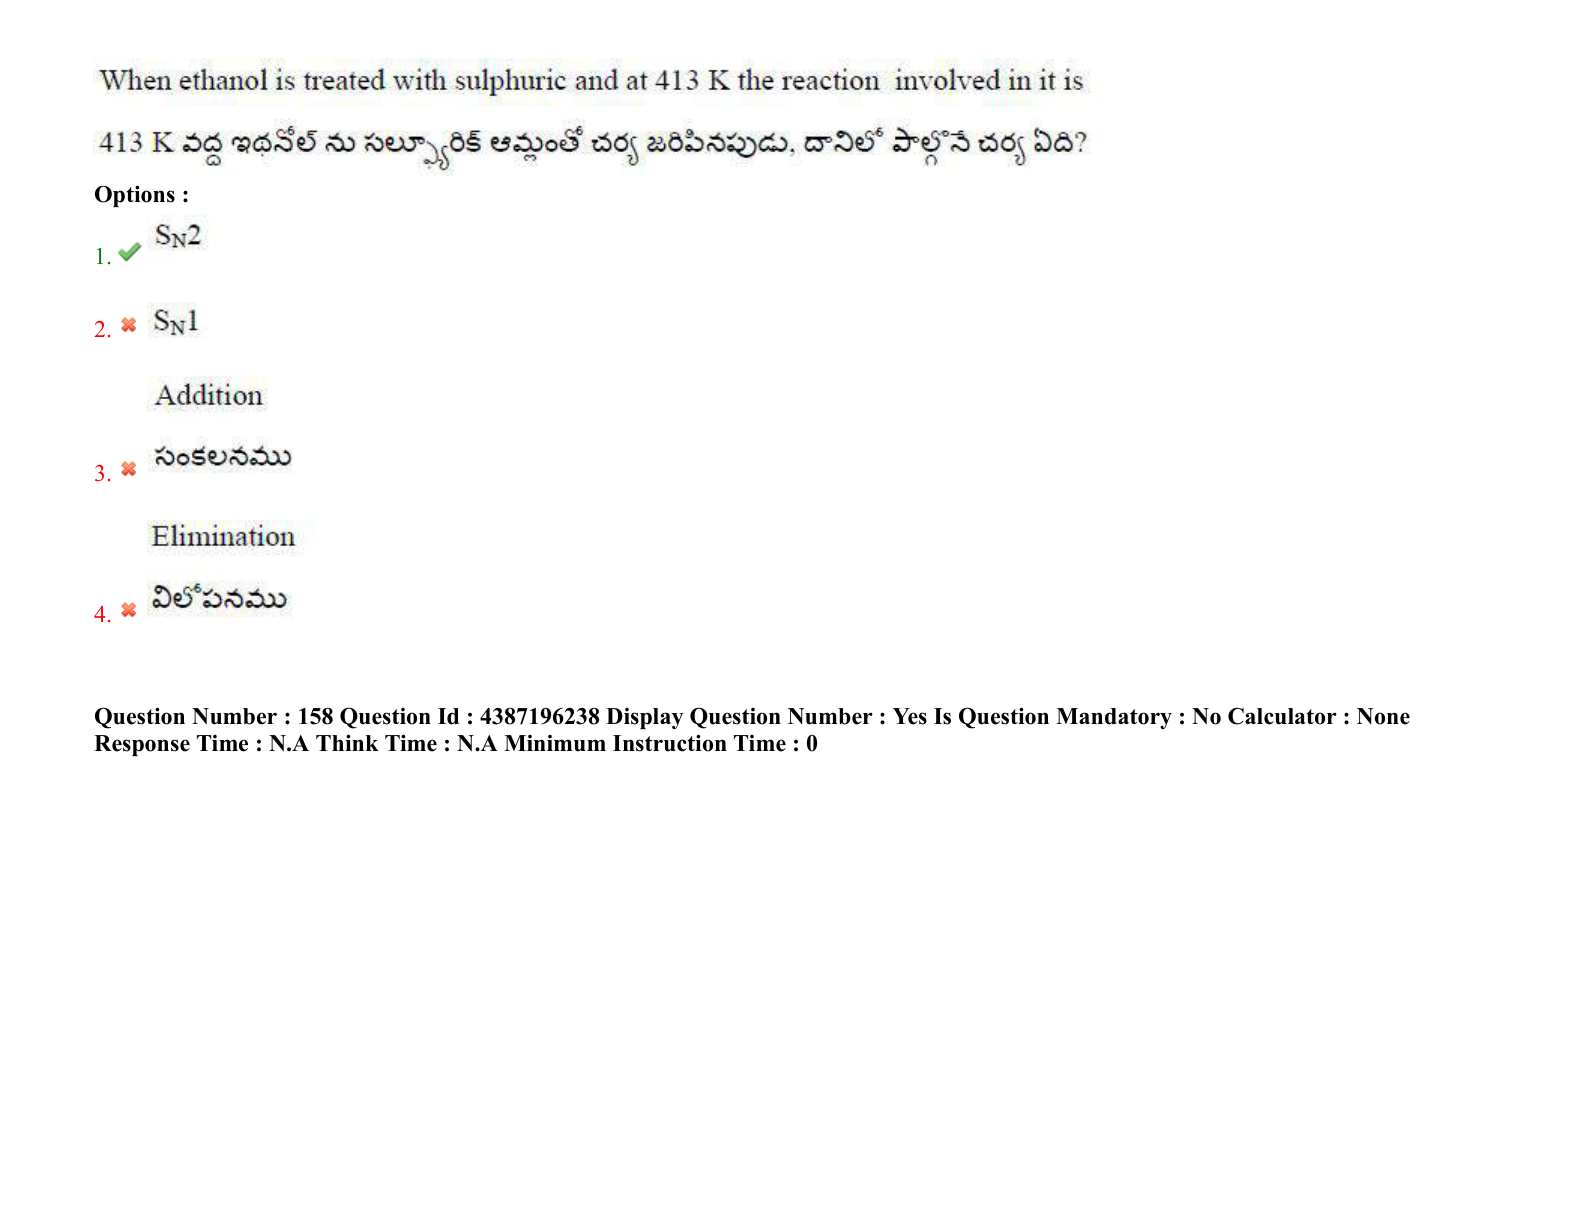 When ethanol is treated with sulphuric and at 413 K the reaction involved in it is
413 K వద్ద ఇథనోల్ ను సల్ఫ్యూరిక్ ఆమ్లంతో చర్య జరిపినపుడు, దానిలో పాల్గొనే చర్య ఏది?
Options :
1. SN2
2. SN1
Addition
3. సంకలనము
Elimination
4. విలోపనము
Question Number : 158 Question Id : 4387196238 Display Question Number : Yes Is Question Mandatory : No Calculator : None
Response Time : N.A Think Time : N.A Minimum Instruction Time : 0